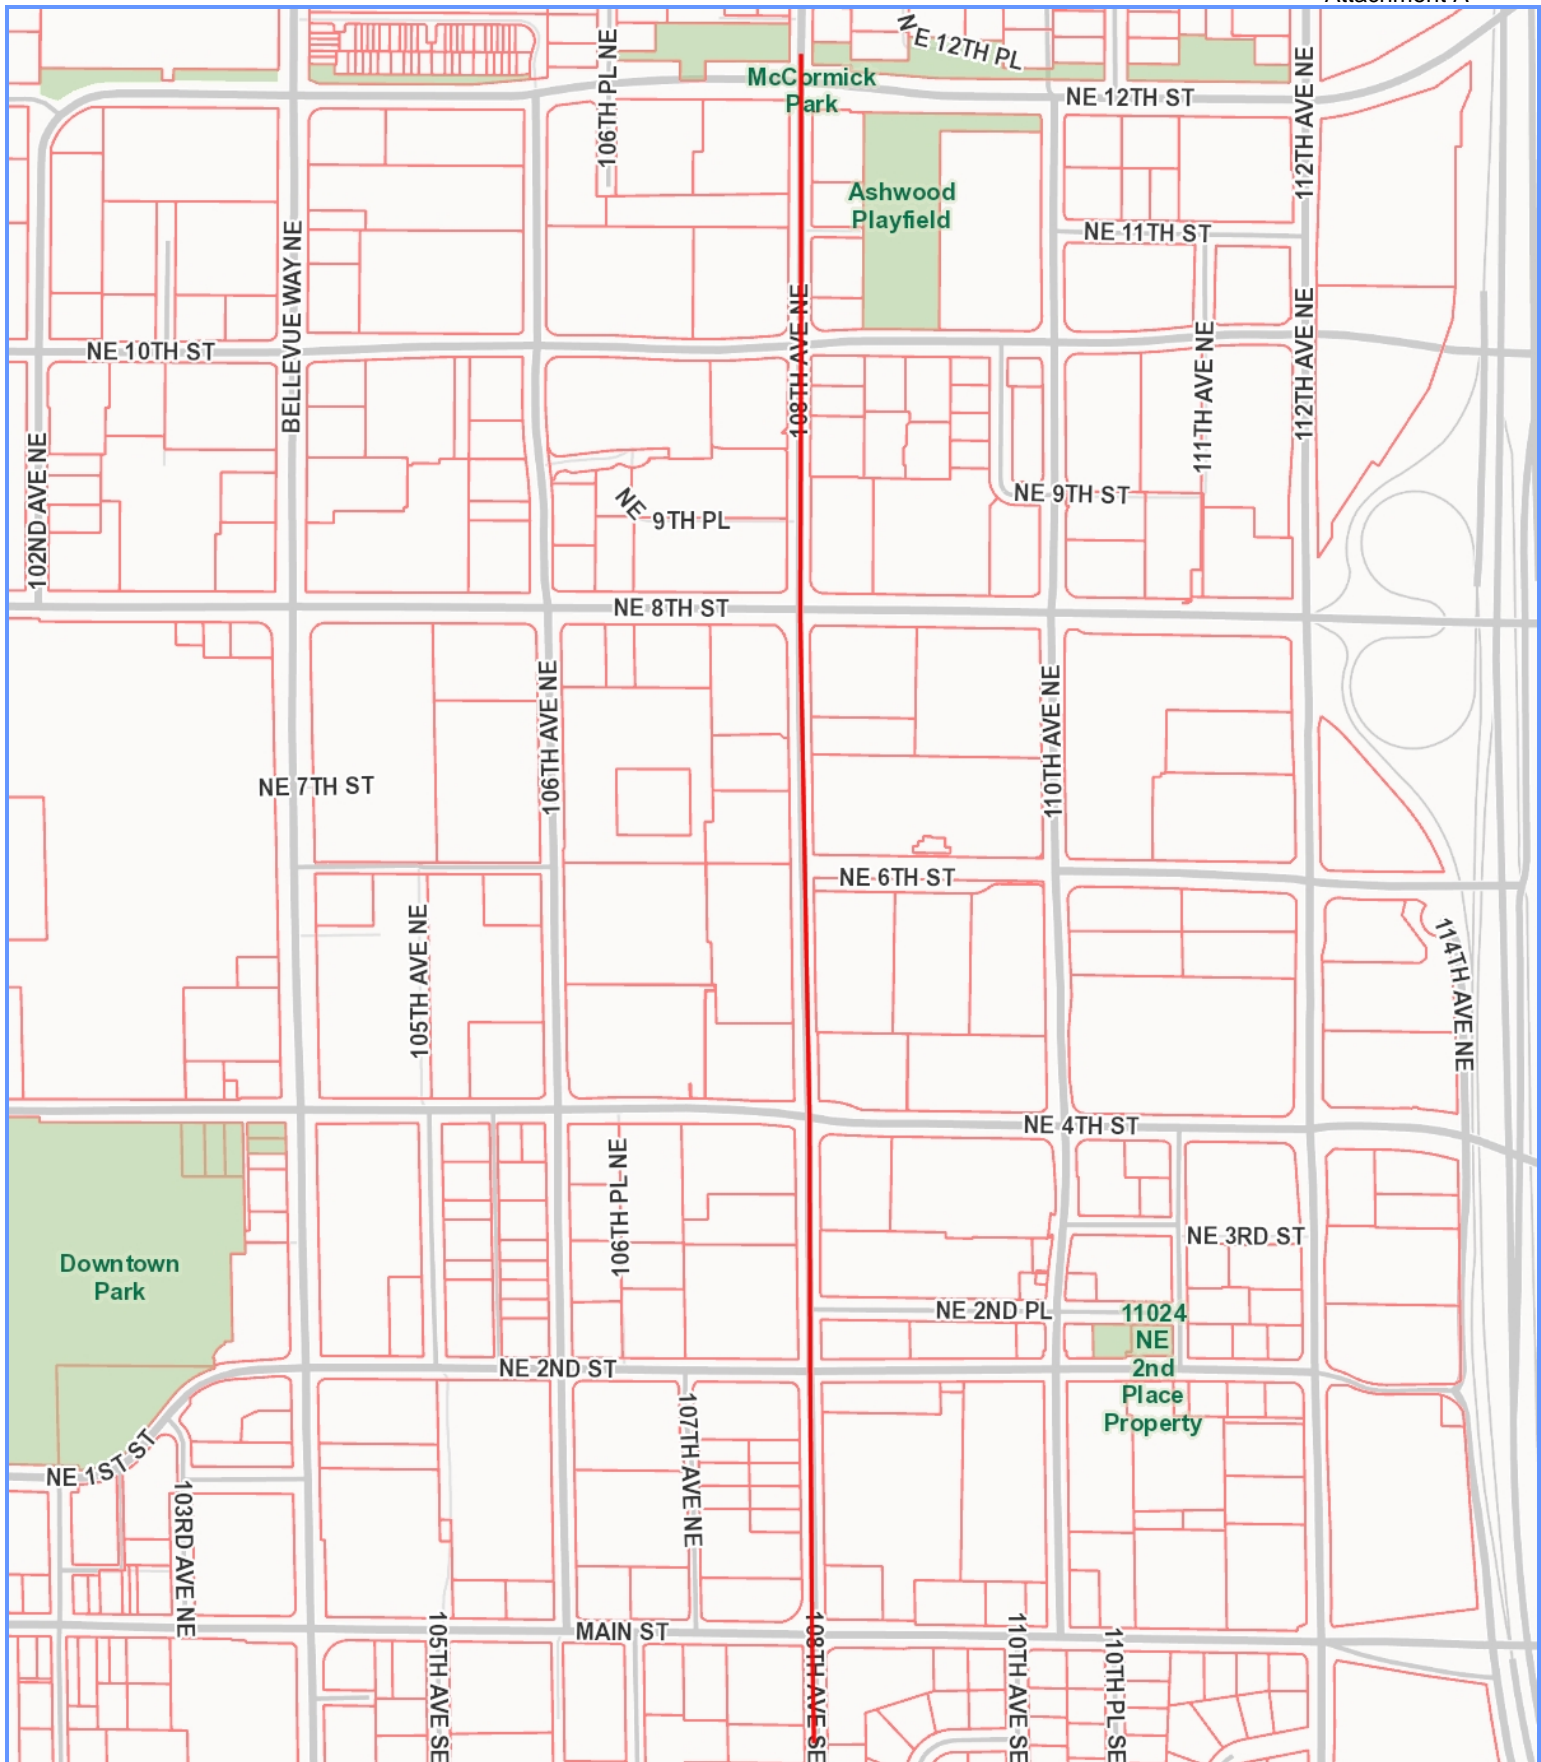 NE 12TH PL
106TH PL NE
McCormick
Park
NE 12TH ST
112TH AVE NE
Ashwood
Playfield
NE 11TH ST
BELLEVUE WAY NE
108TH AVE NE
112TH AVE NE
111TH AVE NE
NE 10TH ST
102ND AVE NE
NE 9TH ST
NE 9TH PL
NE 8TH ST
106TH AVE NE
110TH AVE NE
NE 7TH ST
NE 6TH ST
105TH AVE NE
114TH AVE NE
NE 4TH ST
106TH PL NE
NE 3RD ST
Downtown
Park
NE 2ND PL
11024
NE
2nd
Place
Property
NE 2ND ST
107TH AVE NE
NE 1ST ST
103RD AVE NE
MAIN ST
105TH AVE SE
108TH AVE SE
110TH AVE SE
110TH PL SE